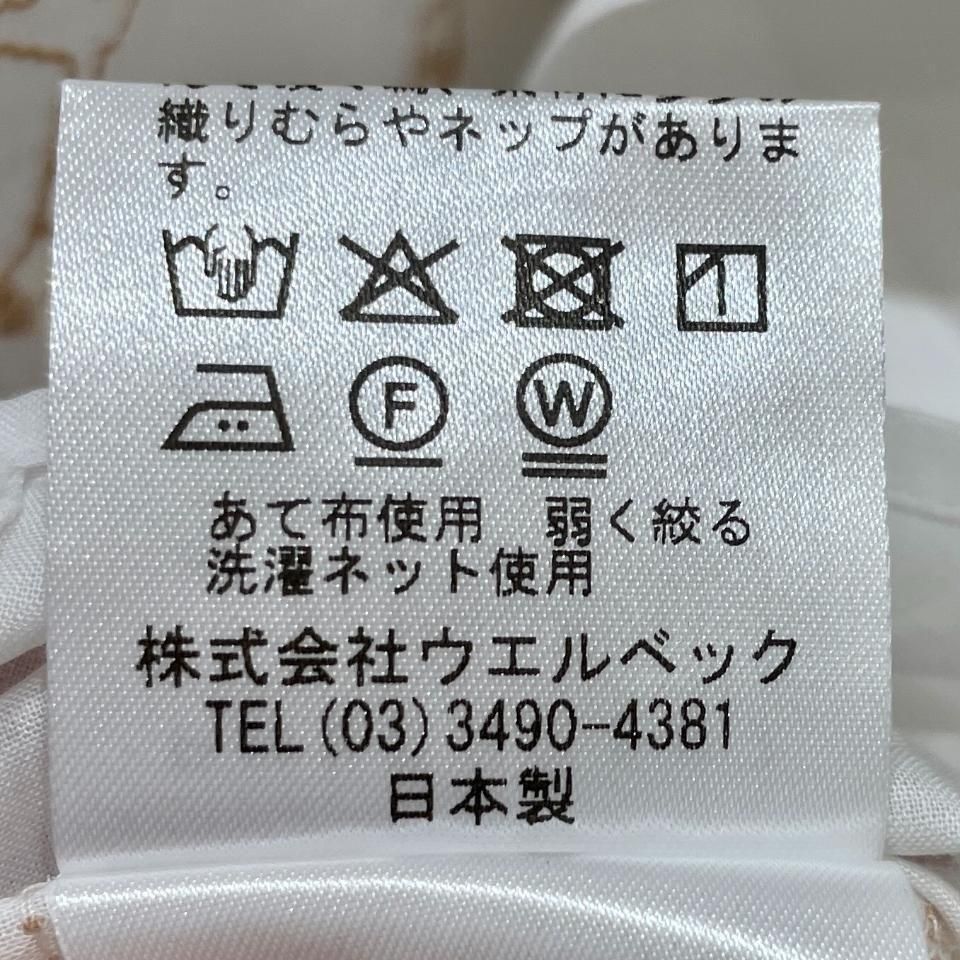 織りむらやネップがありま
す。
F
W
あて布使用　弱く絞る
洗濯ネット使用
株式会社ウエルベック
TEL(03)3490-4381
日本製